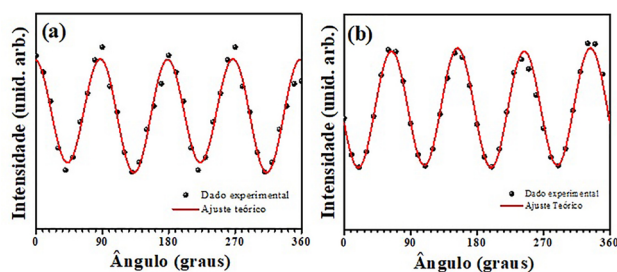 (a)
Intensidade (unid. arb.)
Dado experimental
Ajuste teórico
0 90 180 270 360
Ângulo (graus)
(b)
Intensidade (unid. arb.)
Dado experimental
Ajuste Teórico
0 90 180 270 360
Ângulo (graus)